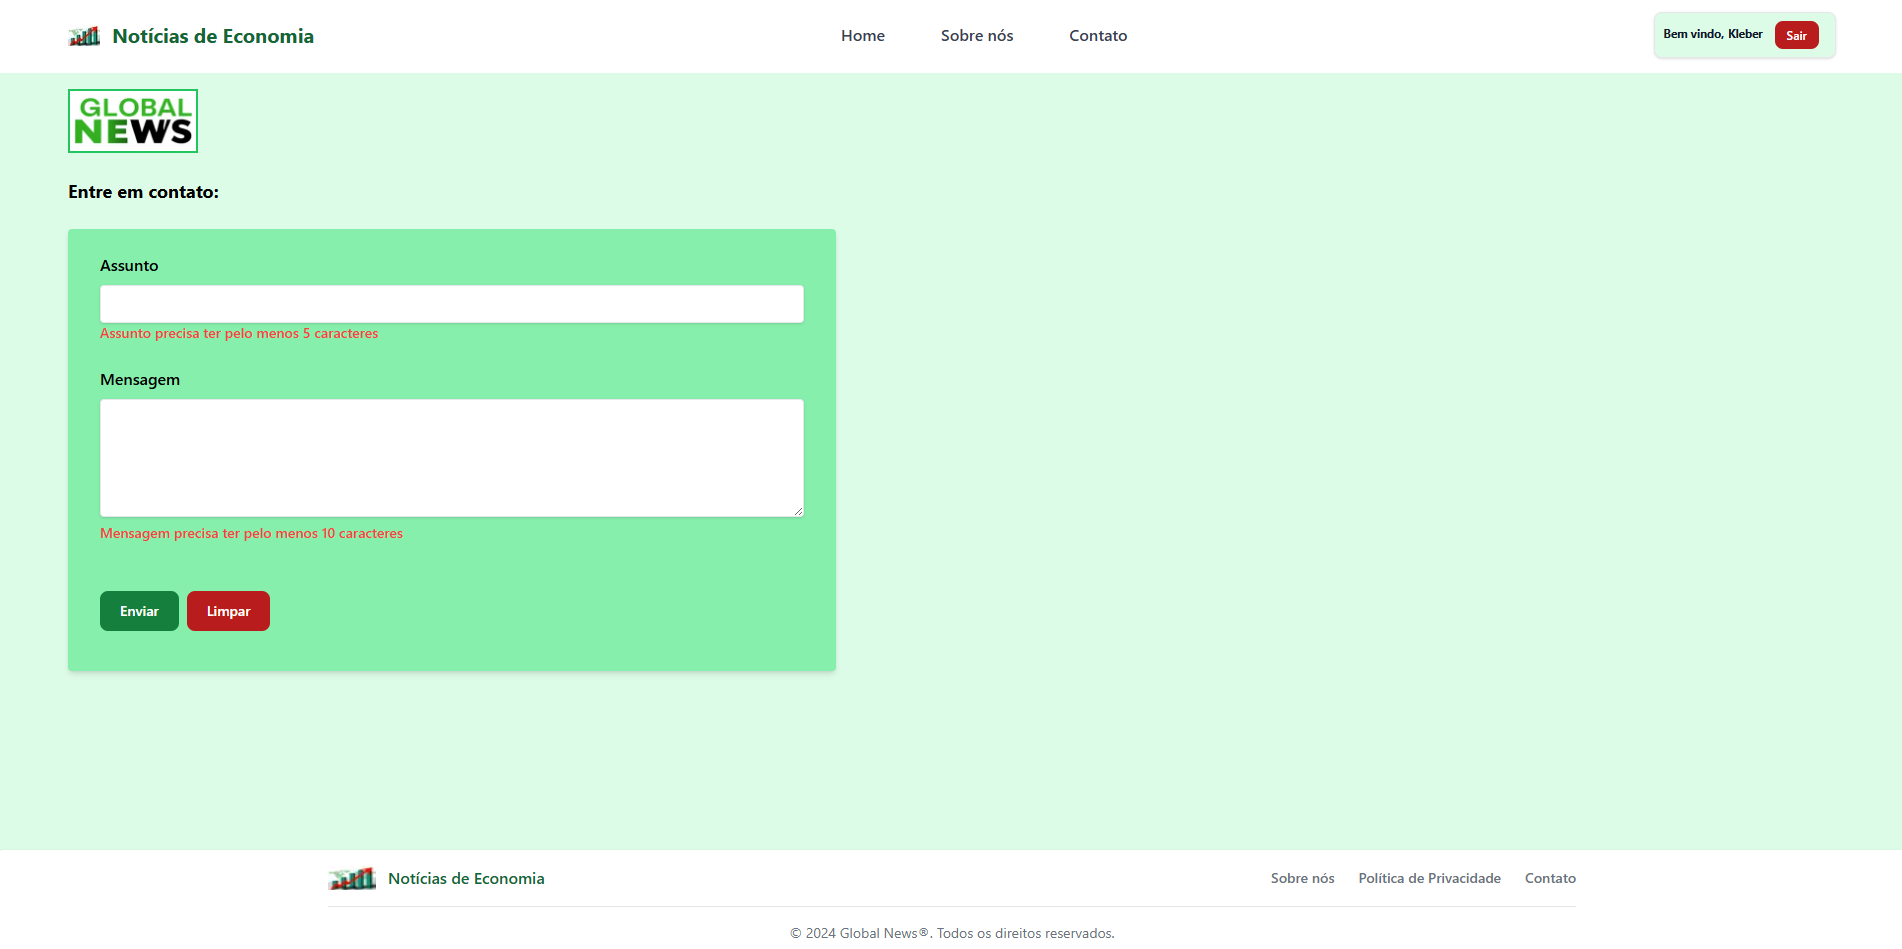 Notícias de Economia
Home
Sobre nós
Contato
Bem vindo, Kleber
Sair
GLOBAL
NEWS
Entre em contato:
Assunto
Assunto precisa ter pelo menos 5 caracteres
Mensagem
Mensagem precisa ter pelo menos 10 caracteres
Enviar
Limpar
Notícias de Economia
Sobre nós
Política de Privacidade
Contato
© 2024 Global News®. Todos os direitos reservados.